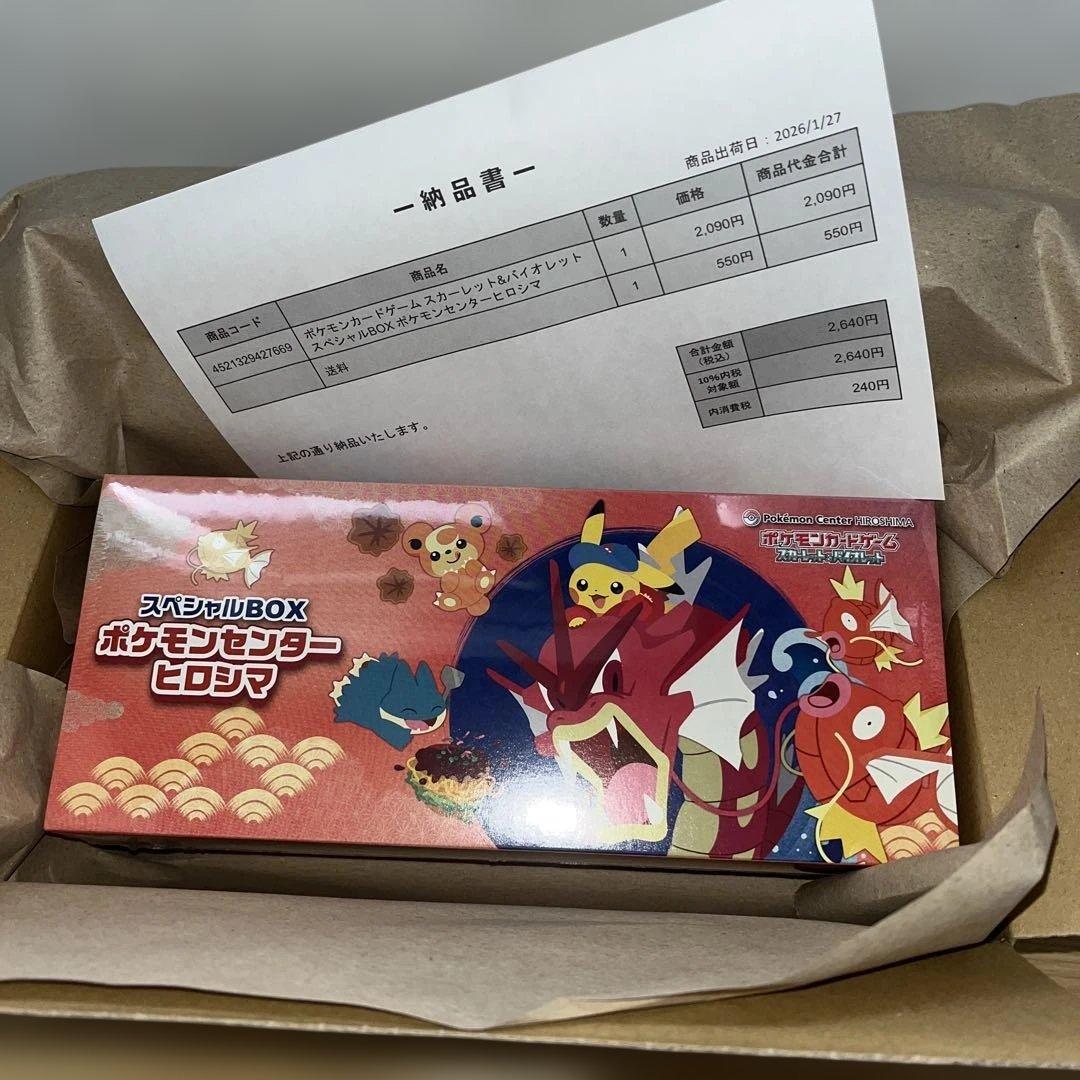 ー納品書ー
商品出荷日：2026/1/27
商品コード 商品名 数量 価格 商品代金合計
4521329427669 ポケモンカードゲーム スカーレット&バイオレット 1 2,090円 2,090円
スペシャルBOX ポケモンセンターヒロシマ
送料 1 550円 550円
合計金額
（税込） 2,640円
10%内税
対象額 2,640円
内消費税 240円
上記の通り納品いたします。
Pokémon Center HIROSHIMA
ポケモンカードゲーム
スカーレット&バイオレット
スペシャルBOX
ポケモンセンター
ヒロシマ